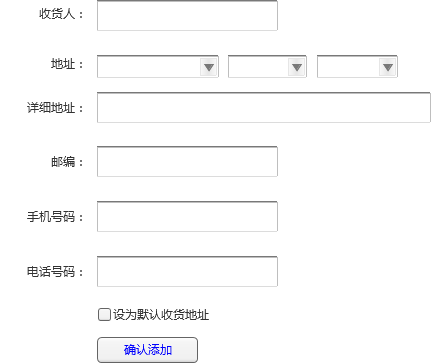 收货人：
地址：
详细地址：
邮编：
手机号码：
电话号码：
设为默认收货地址
确认添加